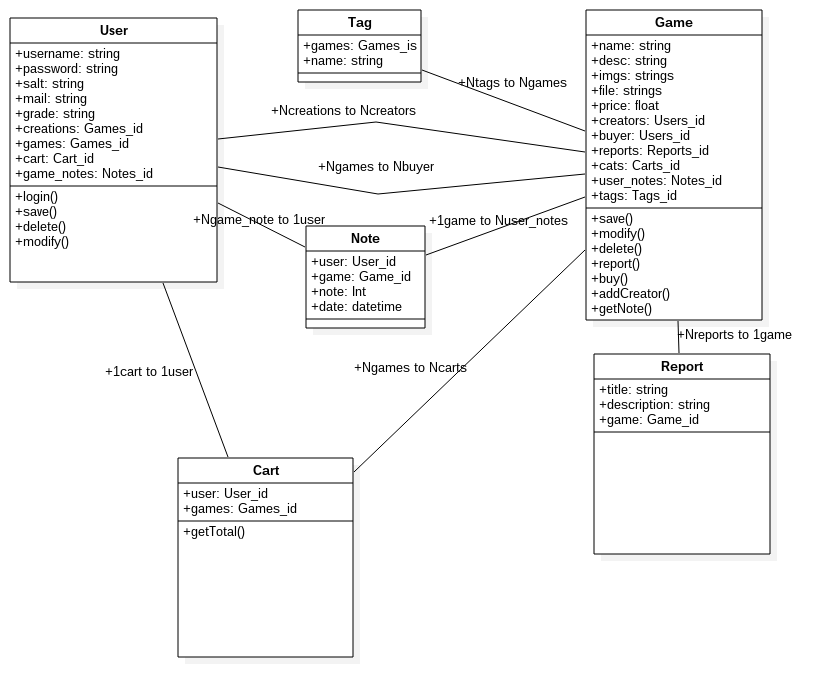 User
+username: string
+password: string
+salt: string
+mail: string
+grade: string
+creations: Games_id
+games: Games_id
+cart: Cart_id
+game_notes: Notes_id
+login()
+save()
+delete()
+modify()
Tag
+games: Games_is
+name: string
Game
+name: string
+desc: string
+imgs: strings
+file: strings
+price: float
+creators: Users_id
+buyer: Users_id
+reports: Reports_id
+cats: Carts_id
+user_notes: Notes_id
+tags: Tags_id
+save()
+modify()
+delete()
+report()
+buy()
+addCreator()
+getNote()
+Ntags to Ngames
+Ncreations to Ncreators
+Ngames to Nbuyer
+Ngame_note to 1user
+1game to Nuser_notes
Note
+user: User_id
+game: Game_id
+note: Int
+date: datetime
+Nreports to 1game
+1cart to 1user
+Ngames to Ncarts
Report
+title: string
+description: string
+game: Game_id
Cart
+user: User_id
+games: Games_id
+getTotal()